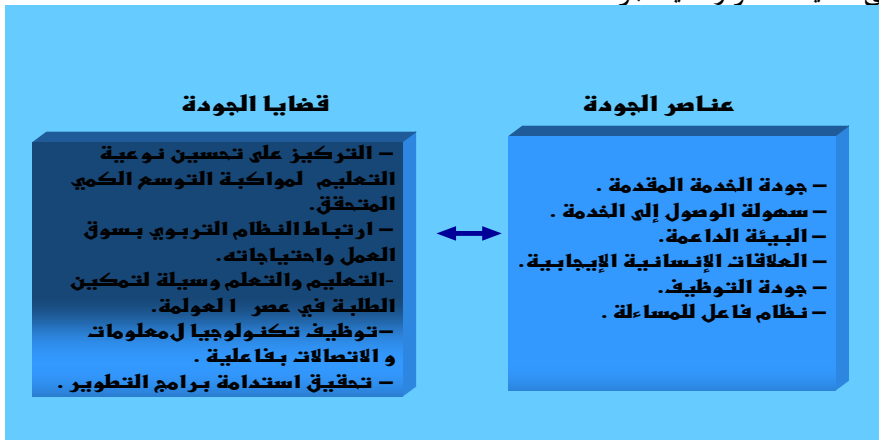 عناصر الجودة
– جودة الخدمة المقدمة .
– سهولة الوصول إلى الخدمة .
– البيئة الداعمة.
– العلاقات الإنسانية الإيجابية.
– جودة التوظيف.
– نظام فاعل للمساءلة .
قضايا الجودة
– التركيز على تحسين نوعية
التعليم لمواكبة التوسع الكمي
المتحقق.
– ارتباط النظام التربوي بسوق
العمل واحتياجاته.
-التعليم والتعلم وسيلة لتمكين
الطلبة في عصر ا لعولمة.
–توظيف تكنولوجيا لمعلومات
و الاتصالات بفاعلية .
– تحقيق استدامة برامج التطوير .